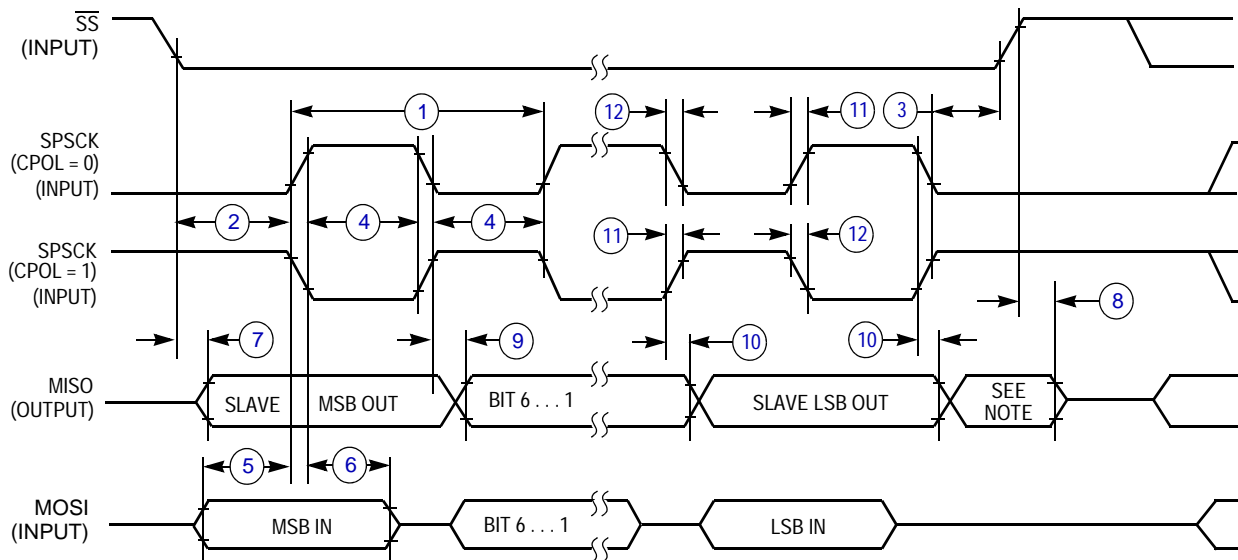 SS
(INPUT)
1
12
11
3
SPSCK
(CPOL = 0)
(INPUT)
2
4
4
11
12
SPSCK
(CPOL = 1)
(INPUT)
7
9
10
10
8
MISO
(OUTPUT)
SLAVE
MSB OUT
BIT 6 . . . 1
SLAVE LSB OUT
SEE
NOTE
5
6
MOSI
(INPUT)
MSB IN
BIT 6 . . . 1
LSB IN